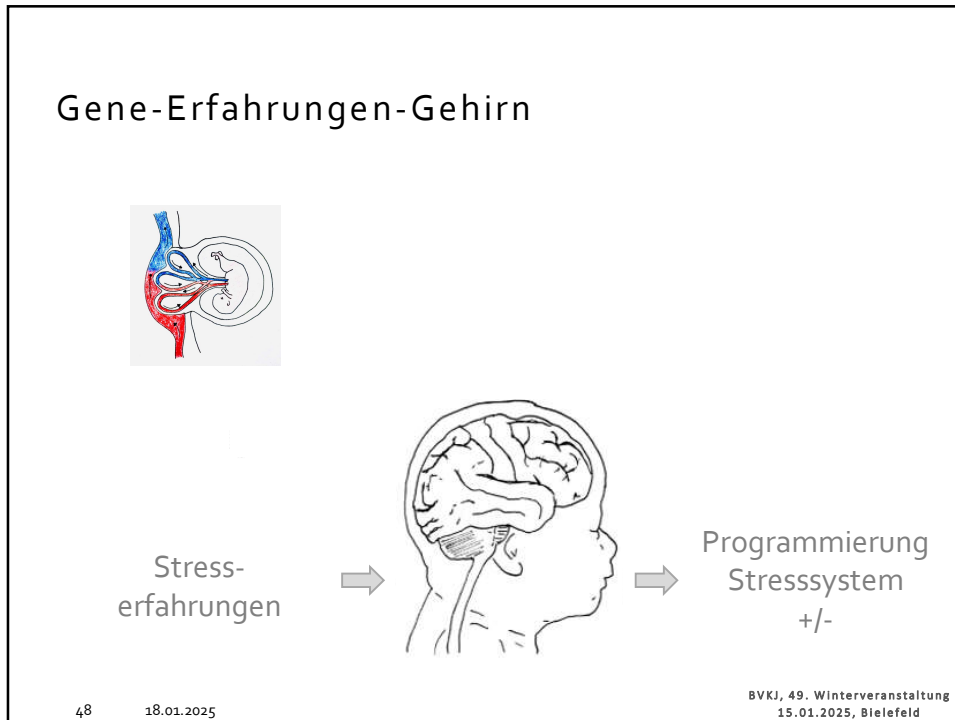 Gene-Erfahrungen-Gehirn
Stress-
erfahrungen
Programmierung
Stresssystem
+/-
48 18.01.2025
BVKJ, 49. Winterveranstaltung
15.01.2025, Bielefeld